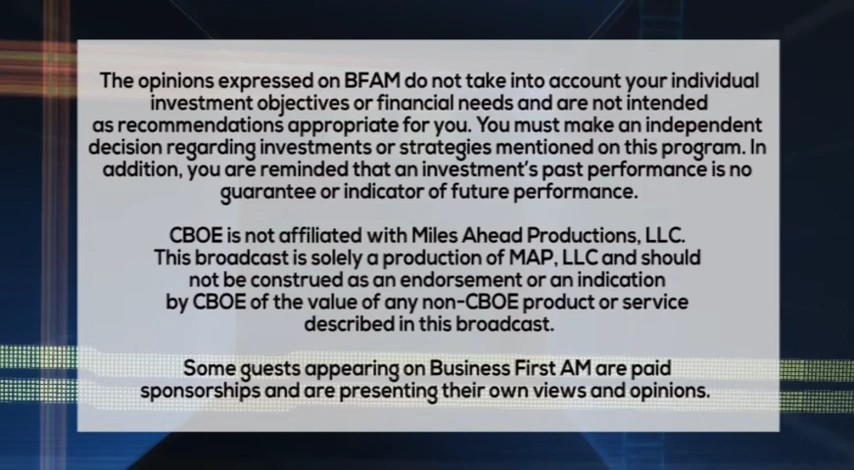 The opinions expressed on BFAM do not take into account your individual
investment objectives or financial needs and are not intended
as recommendations appropriate for you. You must make an independent
decision regarding investments or strategies mentioned on this program. In
addition, you are reminded that an investment's past performance is no
guarantee or indicator of future performance.
CBOE is not affiliated with Miles Ahead Productions, LLC.
This broadcast is solely a production of MAP, LLC and should
not be construed as an endorsement or an indication
by CBOE of the value of any non-CBOE product or service
described in this broadcast.
Some guests appearing on Business First AM are paid
sponsorships and are presenting their own views and opinions.